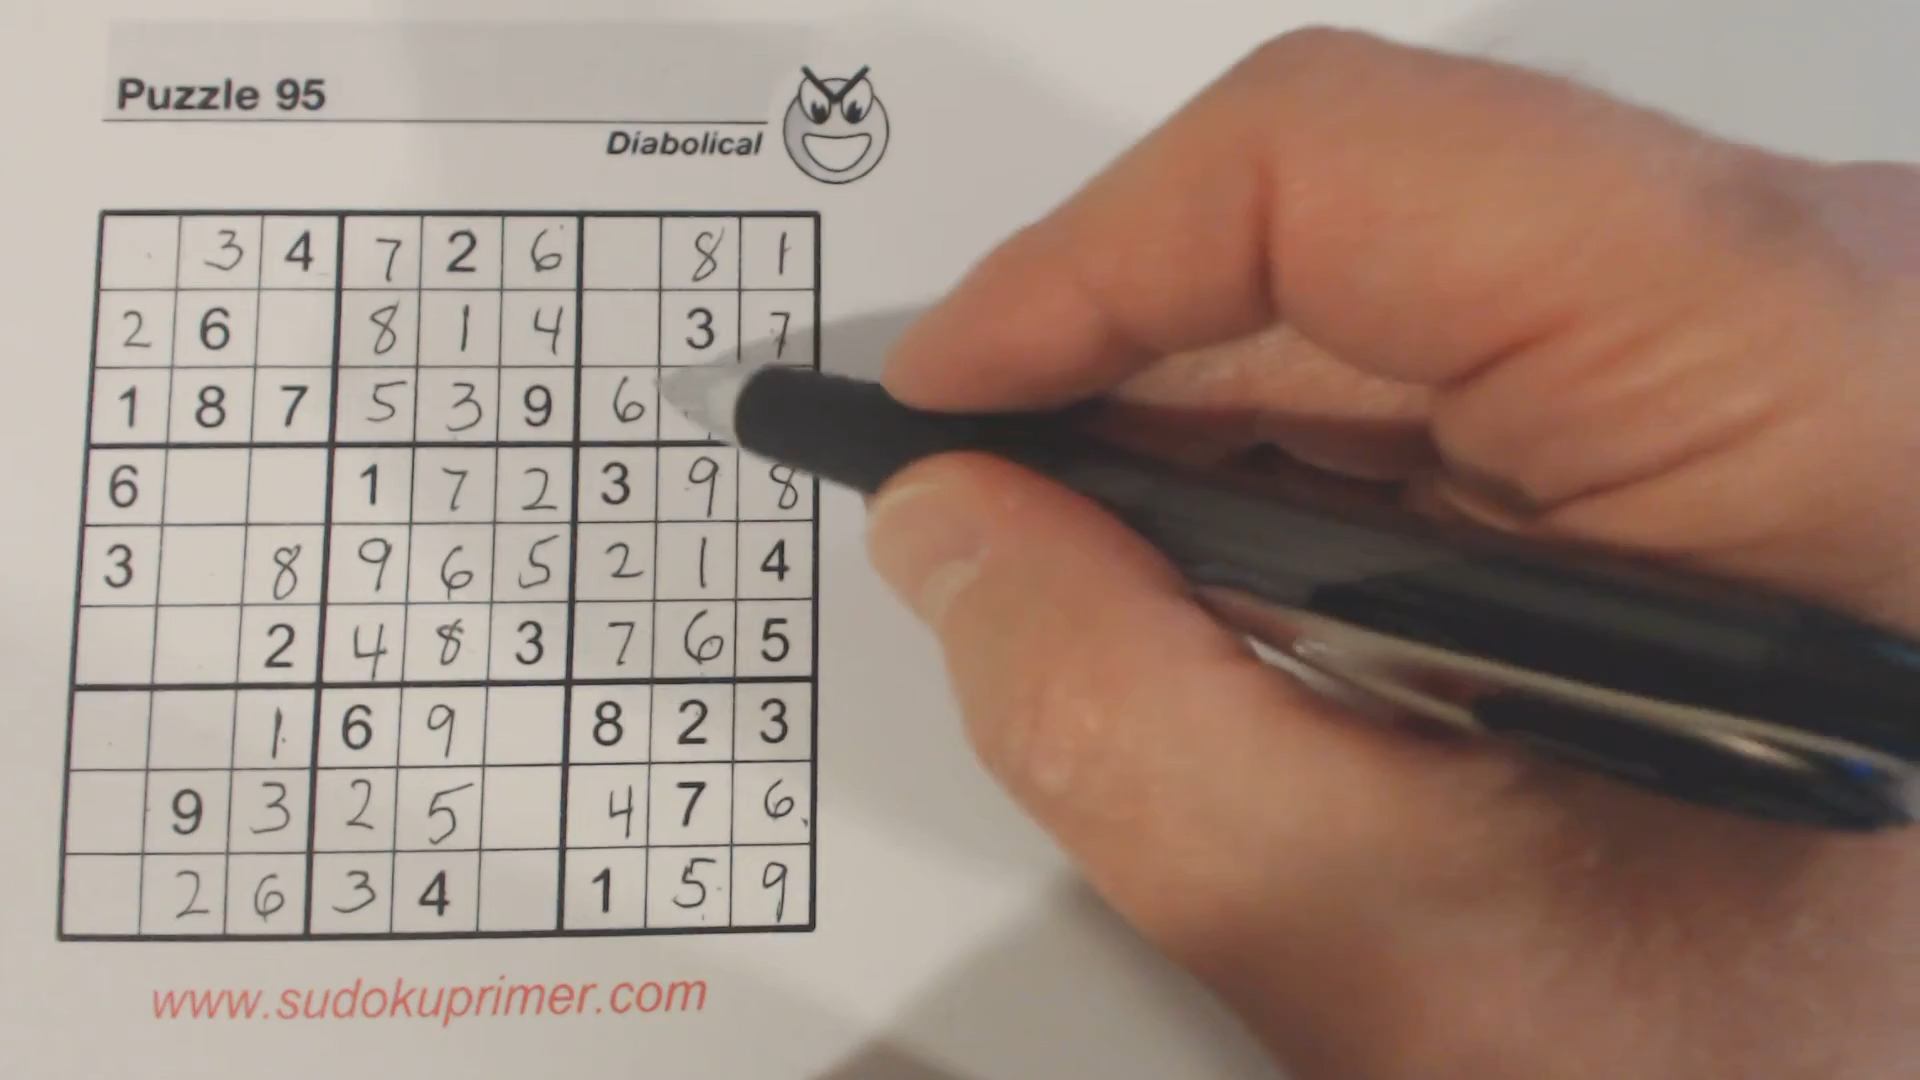 Puzzle 95
Diabolical
3 4 7 2 6 8 1
2 6 8 1 4 3 7
1 8 7 5 3 9 6
6 1 7 2 3 9 8
3 8 9 6 5 2 1 4
2 4 8 3 7 6 5
1 6 9 8 2 3
9 3 2 5 4 7 6
2 6 3 4 1 5 9
www.sudokuprimer.com